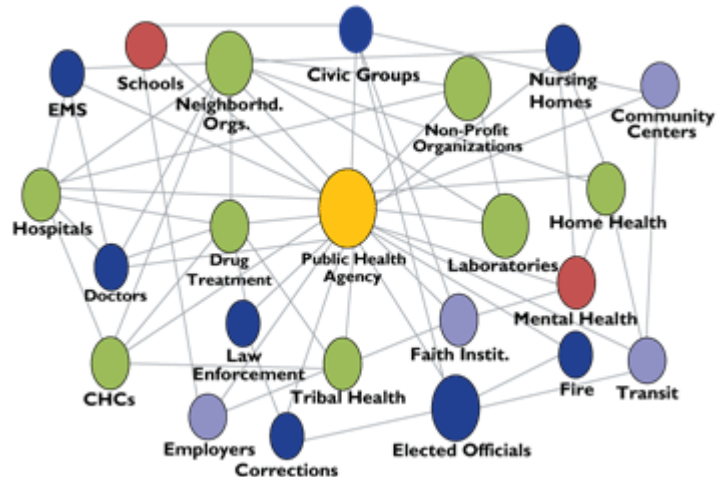 Schools
EMS
Neighborhd.
Orgs.
Civic Groups
Non-Profit
Organizations
Nursing
Homes
Community
Centers
Hospitals
Doctors
Drug
Treatment
Public Health
Agency
Laboratories
Home Health
Mental Health
Law
Enforcement
Faith Instit.
Fire
Transit
CHCs
Tribal Health
Employers
Corrections
Elected Officials